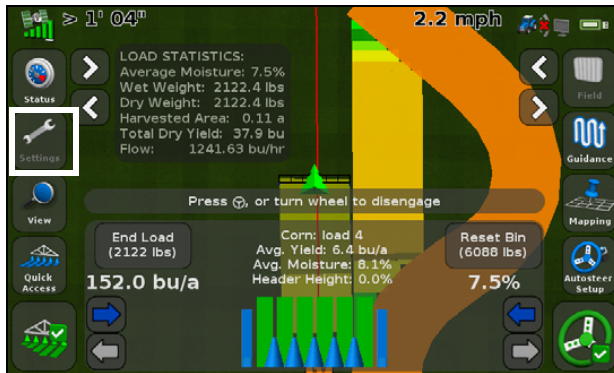 > 1' 04"
2.2 mph
LOAD STATISTICS:
Average Moisture: 7.5%
Wet Weight: 2122.4 lbs
Dry Weight: 2122.4 lbs
Harvested Area: 0.11 a
Total Dry Yield: 37.9 bu
Flow: 1241.63 bu/hr
Status
Field
Settings
Guidance
Press , or turn wheel to disengage
View
Mapping
End Load
(2122 lbs)
Corn: load 4
Avg. Yield: 6.4 bu/a
Avg. Moisture: 8.1%
Header Height: 0.0%
Reset Bin
(6088 lbs)
Quick
Access
152.0 bu/a
7.5%
Autosteer
Setup